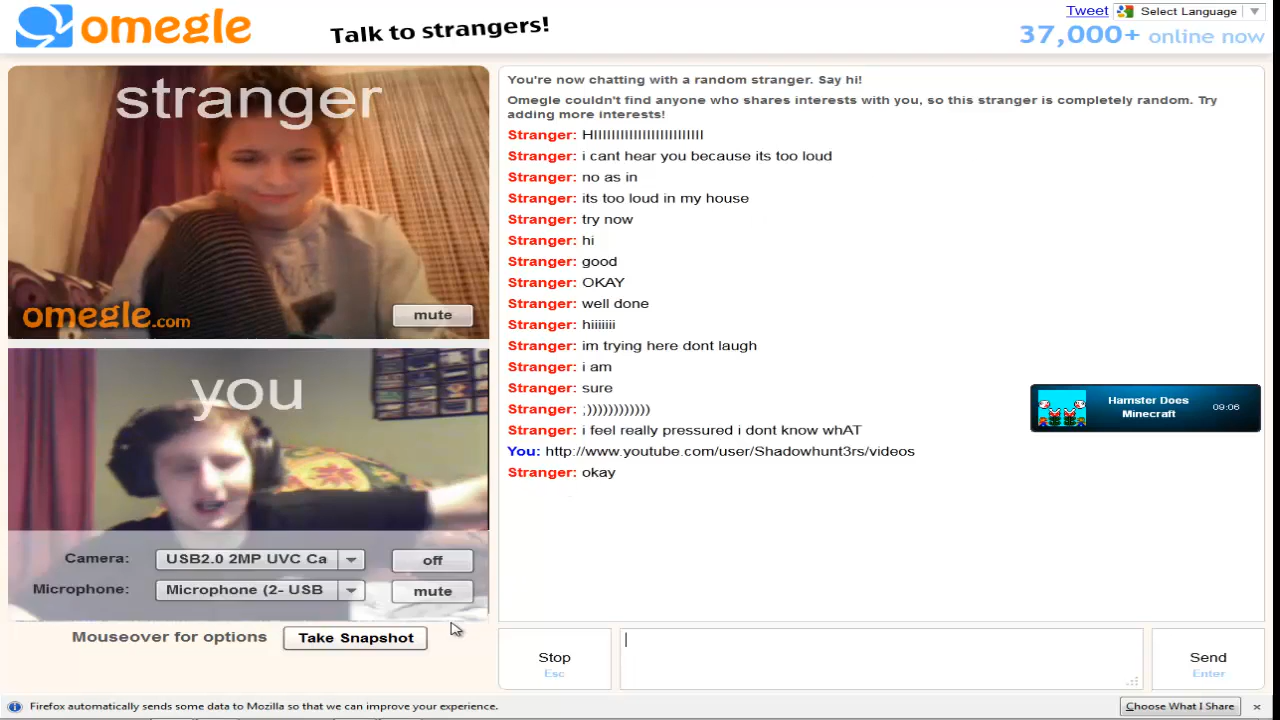 omegle
Talk to strangers!
Tweet
Select Language
37,000+ online now
stranger
omegle.com
mute
you
Camera:
USB2.0 2MP UVC Ca
off
Microphone:
Microphone (2- USB
mute
Mouseover for options
Take Snapshot
You're now chatting with a random stranger. Say hi!
Omegle couldn't find anyone who shares interests with you, so this stranger is completely random. Try
adding more interests!
Stranger: HIIIIIIIIIIIIIIIIIIIIIIIII
Stranger: i cant hear you because its too loud
Stranger: no as in
Stranger: its too loud in my house
Stranger: try now
Stranger: hi
Stranger: good
Stranger: OKAY
Stranger: well done
Stranger: hiiiiiii
Stranger: im trying here dont laugh
Stranger: i am
Stranger: sure
Stranger: ;))))))))))))
Stranger: i feel really pressured i dont know whAT
You: http://www.youtube.com/user/Shadowhunt3rs/videos
Stranger: okay
Hamster Does
Minecraft
09:06
Stop
Esc
Send
Enter
Firefox automatically sends some data to Mozilla so that we can improve your experience.
Choose What I Share